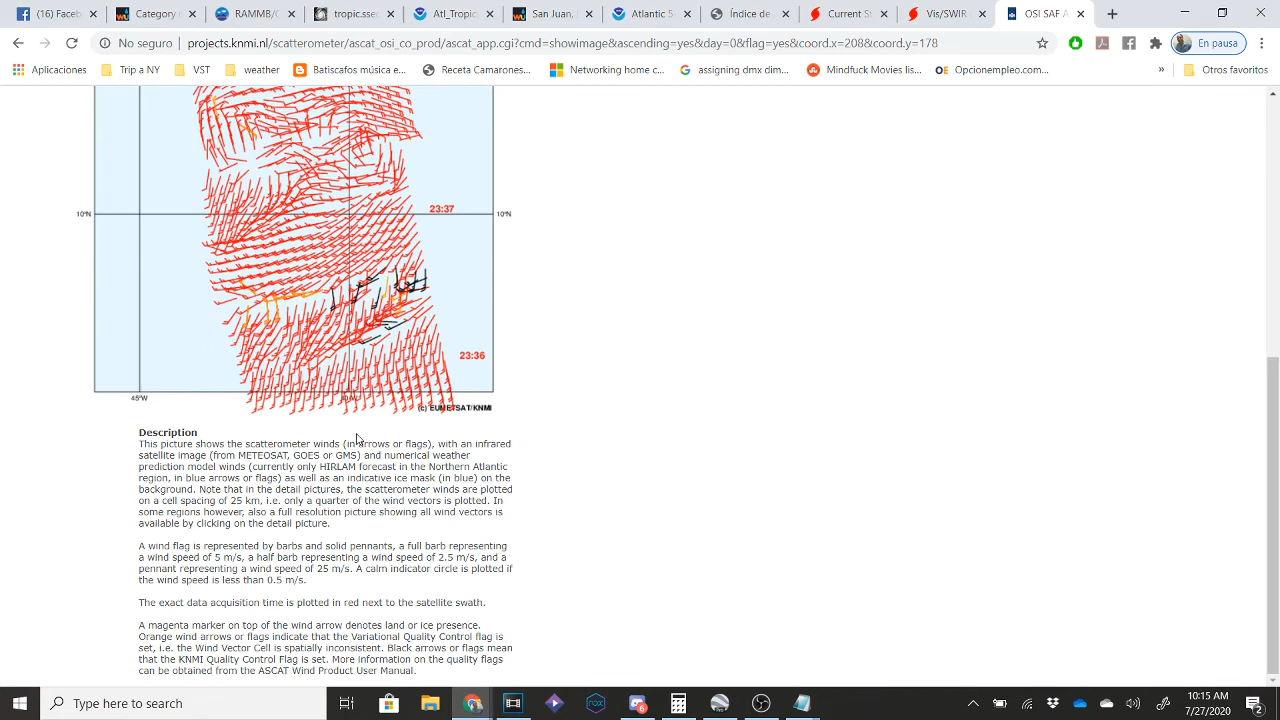 (16) Faceb
Category
RAMMB/C
tropic.sse
Atl_Tropic
San Juan,
Atlantic 5-
Índice de
Current St
Vis/SWIR
OSI SAF A
No seguro
projects.knmi.nl/scatterometer/ascat_osi_co_prod/ascat_app.cgi?cmd=showimage&ascending=yes&day=0&flag=yes&coord.x=208&coord.y=178
En pausa
Aplicaciones
Trip a NY
VST
weather
Batiscafos música e...
Receta Camarones...
Networking home c...
assigning dmx dim...
Mindfuck Movies lis...
Opcionempleo.com...
»
Otros favoritos
10°N
23:37
10°N
23:36
45°W
(c) EUMETSAT/KNMI
Description
This picture shows the scatterometer winds (in arrows or flags), with an infrared
satellite image (from METEOSAT, GOES or GMS) and numerical weather
prediction model winds (currently only HIRLAM forecast in the Northern Atlantic
region, in blue arrows or flags) as well as an indicative ice mask (in blue) on the
background. Note that in the detail pictures, the scatterometer winds are plotted
on a cell spacing of 25 km, i.e. only a quarter of the wind vectors is plotted. In
some regions however, also a full resolution picture showing all wind vectors is
available by clicking on the detail picture.
A wind flag is represented by barbs and solid pennants, a full barb representing
a wind speed of 5 m/s, a half barb representing a wind speed of 2.5 m/s, and a
pennant representing a wind speed of 25 m/s. A calm indicator circle is plotted if
the wind speed is less than 0.5 m/s.
The exact data acquisition time is plotted in red next to the satellite swath.
A magenta marker on top of the wind arrow denotes land or ice presence.
Orange wind arrows or flags indicate that the Variational Quality Control flag is
set, i.e. the Wind Vector Cell is spatially inconsistent. Black arrows or flags mean
that the KNMI Quality Control Flag is set. More information on the quality flags
can be obtained from the ASCAT Wind Product User Manual.
Type here to search
10:15 AM
7/27/2020